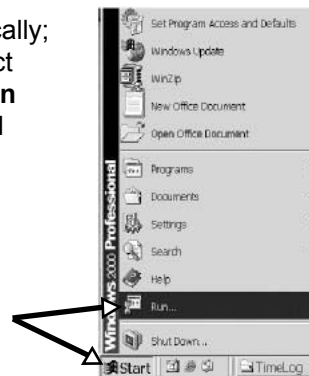 cally;
ct
n
l
Set Program Access and Defaults
Windows Update
WinZip
New Office Document
Open Office Document
Programs
Documents
Settings
Search
Help
Run...
Shut Down...
Windows 2000 Professional
Start
TimeLog